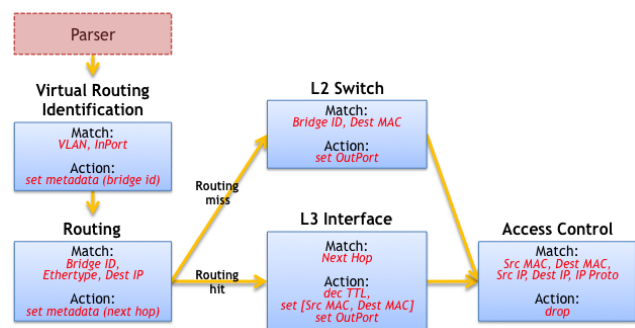 Parser
Virtual Routing
Identification
Match:
VLAN, InPort
Action:
set metadata (bridge id)
Routing
Match:
Bridge ID,
Ethertype, Dest IP
Action:
set metadata (next hop)
Routing
miss
Routing
hit
L2 Switch
Match:
Bridge ID, Dest MAC
Action:
set OutPort
L3 Interface
Match:
Next Hop
Action:
dec TTL,
set [Src MAC, Dest MAC]
set OutPort
Access Control
Match:
Src MAC, Dest MAC,
Src IP, Dest IP, IP Proto
Action:
drop